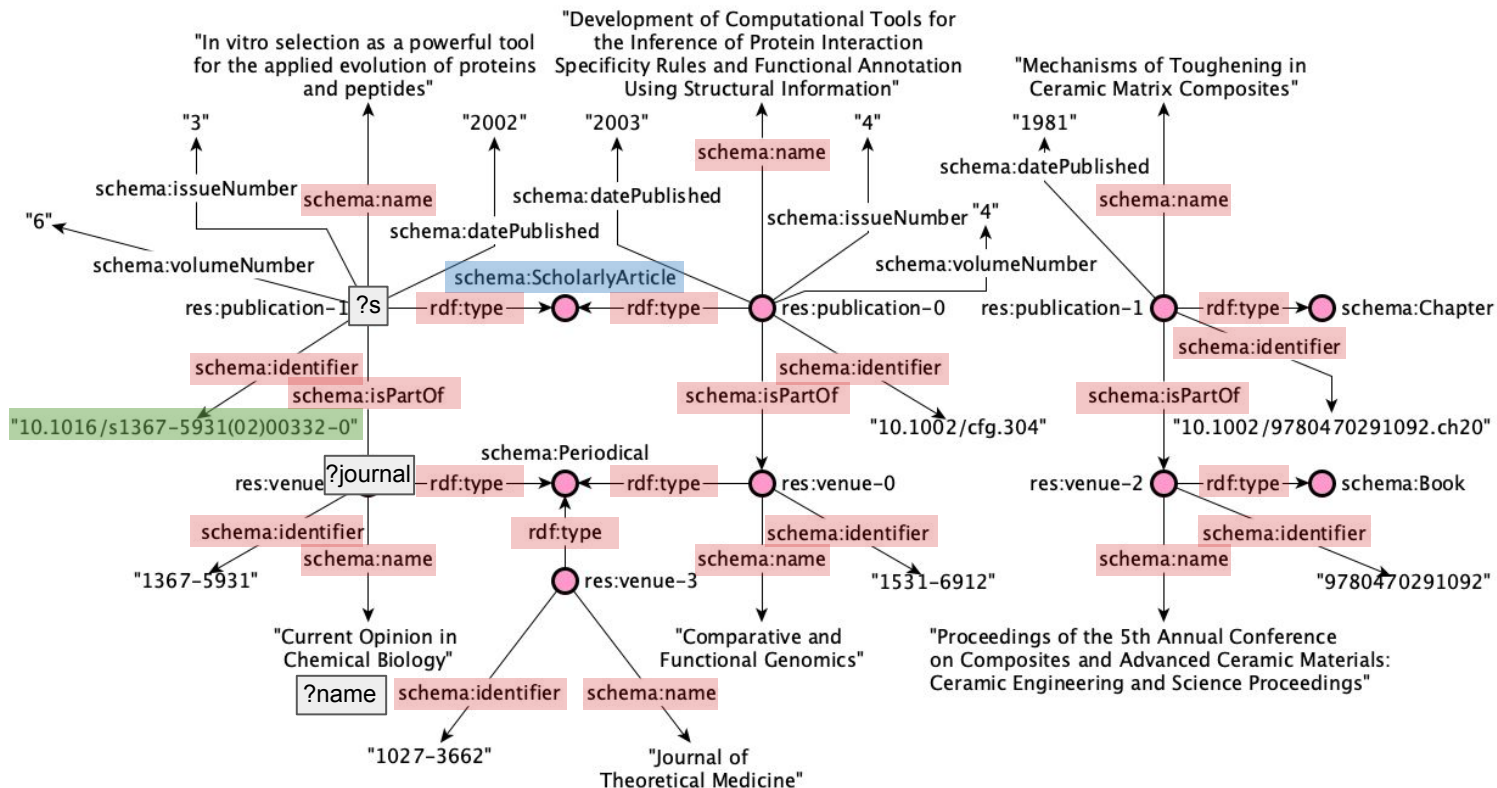 "Development of Computational Tools for
the Inference of Protein Interaction
Specificity Rules and Functional Annotation
Using Structural Information"
"In vitro selection as a powerful tool
for the applied evolution of proteins
and peptides"
"Mechanisms of Toughening in
Ceramic Matrix Composites"
"3"
"2002"
"2003"
"4"
"1981"
schema:name
schema:datePublished
schema:issueNumber
schema:name
schema:datePublished
schema:name
"6"
schema:datePublished
schema:issueNumber
"4"
schema:volumeNumber
schema:volumeNumber
schema:ScholarlyArticle
res:publication-1
?s
rdf:type
rdf:type
res:publication-0
res:publication-1
rdf:type
schema:Chapter
schema:identifier
schema:identifier
schema:identifier
schema:isPartOf
schema:isPartOf
schema:isPartOf
"10.1016/s1367-5931(02)00332-0"
"10.1002/cfg.304"
"10.1002/9780470291092.ch20"
schema:Periodical
res:venue
?journal
rdf:type
rdf:type
res:venue-0
res:venue-2
rdf:type
schema:Book
schema:identifier
rdf:type
schema:identifier
schema:identifier
schema:name
schema:name
schema:name
"1367-5931"
res:venue-3
"1531-6912"
"9780470291092"
"Current Opinion in
Chemical Biology"
"Comparative and
Functional Genomics"
"Proceedings of the 5th Annual Conference
on Composites and Advanced Ceramic Materials:
Ceramic Engineering and Science Proceedings"
?name
schema:identifier
schema:name
"1027-3662"
"Journal of
Theoretical Medicine"